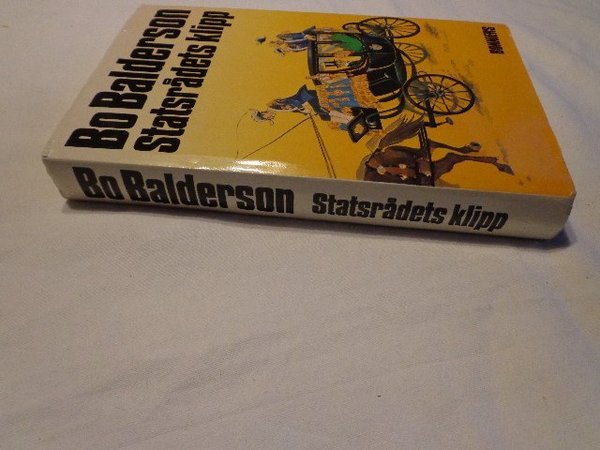 Bo Balderson
Statsrådets klipp
BONNIERS
Bo Balderson Statsrådets klipp